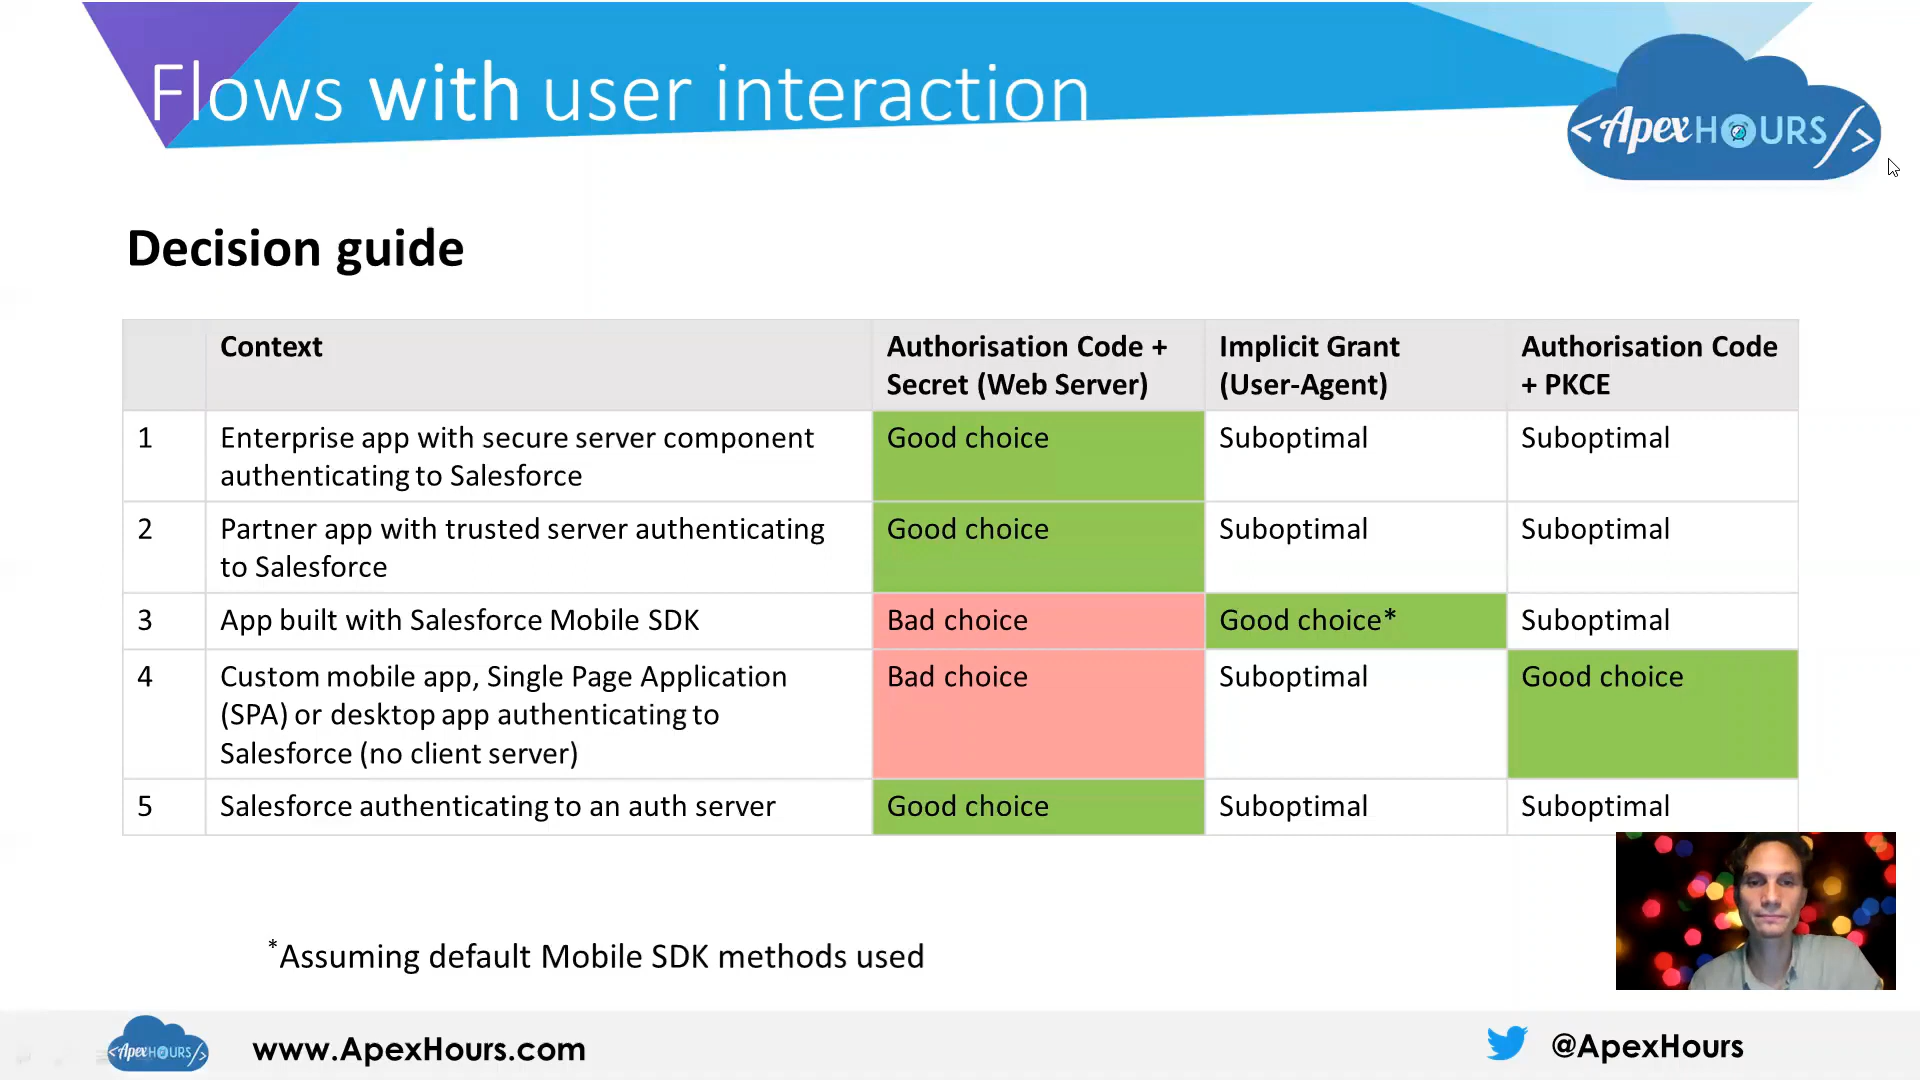 Flows with user interaction
<ApexHOURS/>
Decision guide
Context
Authorisation Code +
Secret (Web Server)
Implicit Grant
(User-Agent)
Authorisation Code
+ PKCE
1
Enterprise app with secure server component
authenticating to Salesforce
Good choice
Suboptimal
Suboptimal
2
Partner app with trusted server authenticating
to Salesforce
Good choice
Suboptimal
Suboptimal
3
App built with Salesforce Mobile SDK
Bad choice
Good choice*
Suboptimal
4
Custom mobile app, Single Page Application
(SPA) or desktop app authenticating to
Salesforce (no client server)
Bad choice
Suboptimal
Good choice
5
Salesforce authenticating to an auth server
Good choice
Suboptimal
Suboptimal
*Assuming default Mobile SDK methods used
<ApexHOURS/>
www.ApexHours.com
@ApexHours